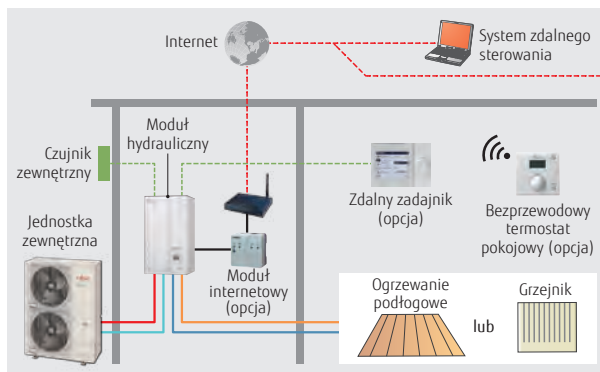 Internet
System zdalnego
sterowania
Moduł
hydrauliczny
Czujnik
zewnętrzny
Zdalny zadajnik
(opcja)
Bezprzewodowy
termostat
pokojowy (opcja)
Jednostka
zewnętrzna
Moduł
internetowy
(opcja)
Ogrzewanie
podłogowe
lub
Grzejnik